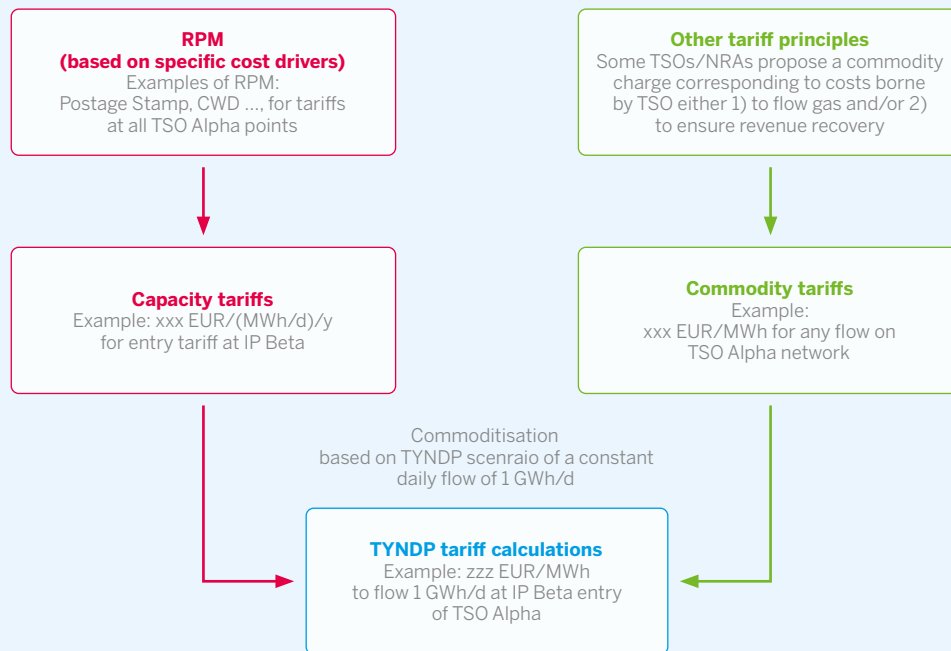 RPM
(based on specific cost drivers)
Examples of RPM:
Postage Stamp, CWD ..., for tariffs
at all TSO Alpha points
Other tariff principles
Some TSOs/NRAs propose a commodity
charge corresponding to costs borne
by TSO either 1) to flow gas and/or 2)
to ensure revenue recovery
Capacity tariffs
Example: xxx EUR/(MWh/d)/y
for entry tariff at IP Beta
Commodity tariffs
Example:
xxx EUR/MWh for any flow on
TSO Alpha network
Commoditisation
based on TYNDP scenraio of a constant
daily flow of 1 GWh/d
TYNDP tariff calculations
Example: zzz EUR/MWh
to flow 1 GWh/d at IP Beta entry
of TSO Alpha